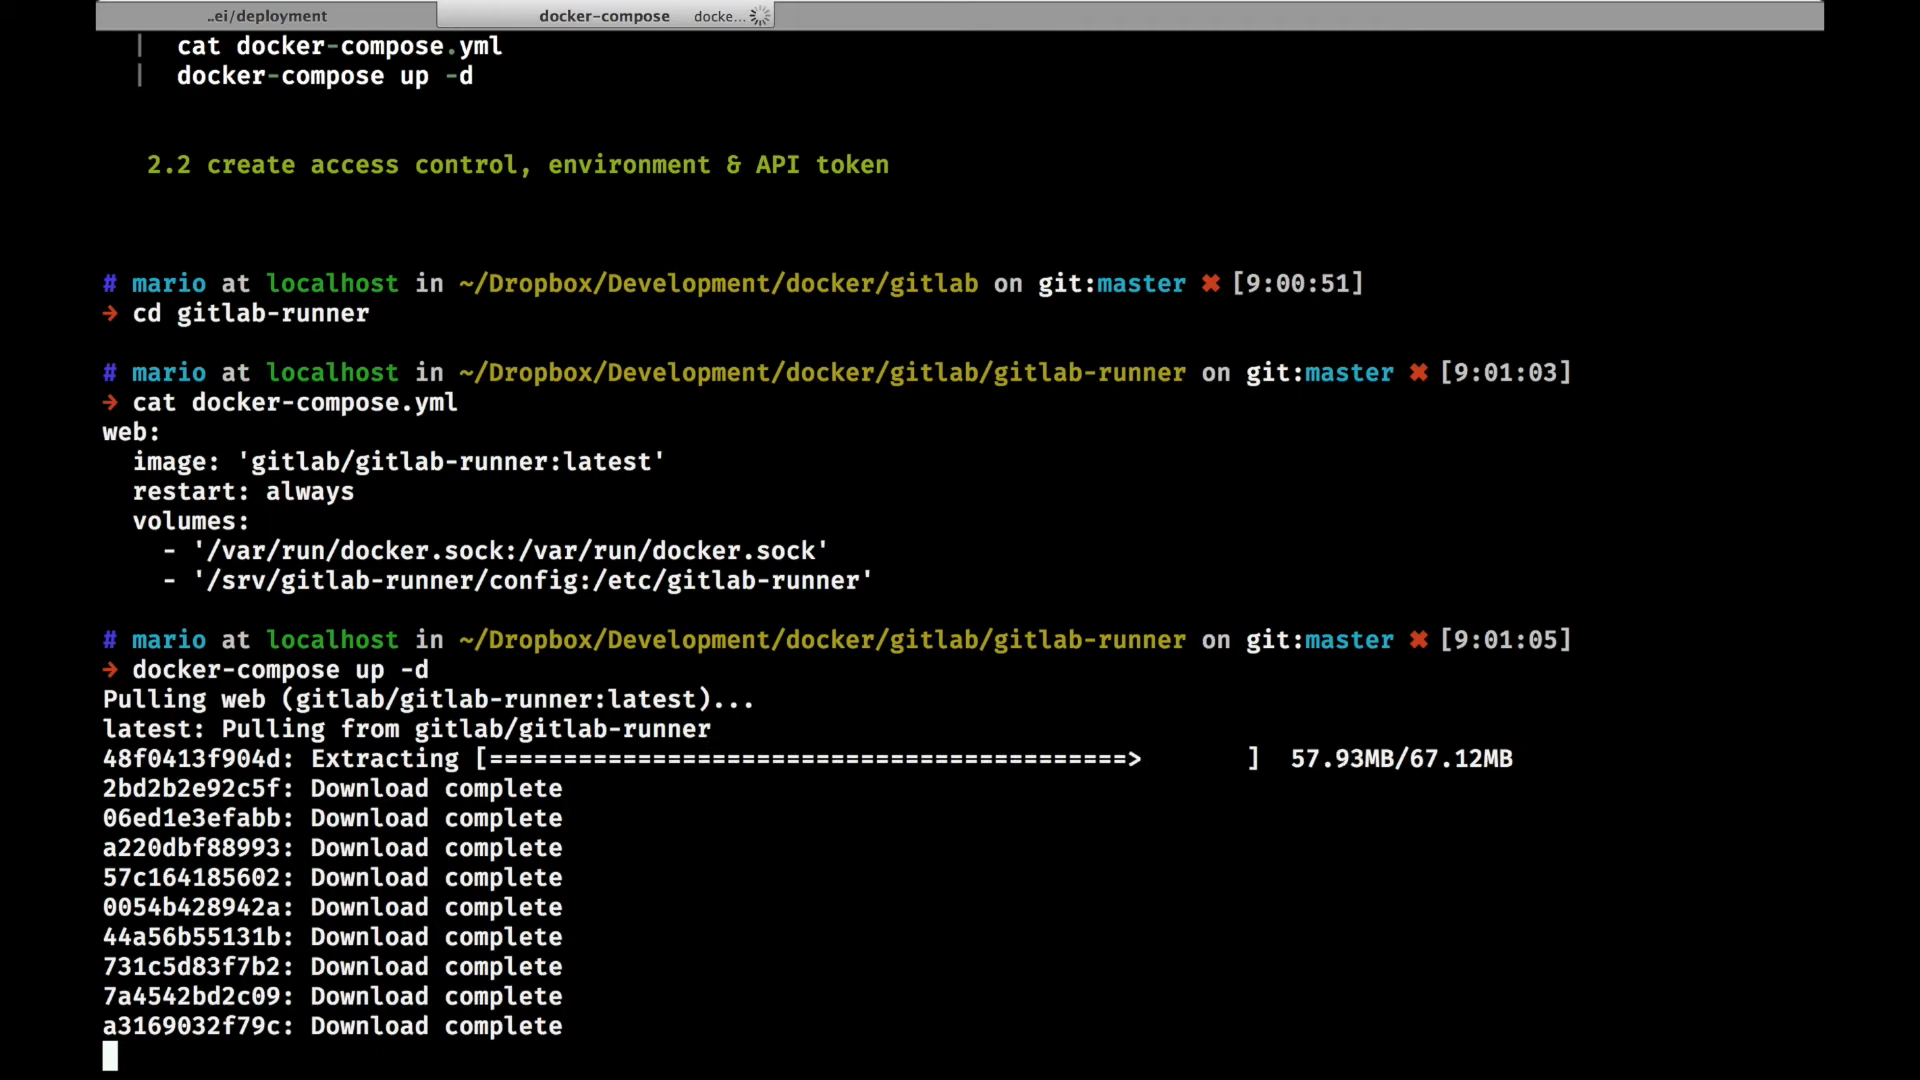 ..ei/deployment docker-compose docke...
| cat docker-compose.yml
| docker-compose up -d
2.2 create access control, environment & API token
# mario at localhost in ~/Dropbox/Development/docker/gitlab on git:master ✖ [9:00:51]
→ cd gitlab-runner
# mario at localhost in ~/Dropbox/Development/docker/gitlab/gitlab-runner on git:master ✖ [9:01:03]
→ cat docker-compose.yml
web:
  image: 'gitlab/gitlab-runner:latest'
  restart: always
  volumes:
    - '/var/run/docker.sock:/var/run/docker.sock'
    - '/srv/gitlab-runner/config:/etc/gitlab-runner'
# mario at localhost in ~/Dropbox/Development/docker/gitlab/gitlab-runner on git:master ✖ [9:01:05]
→ docker-compose up -d
Pulling web (gitlab/gitlab-runner:latest)...
latest: Pulling from gitlab/gitlab-runner
48f0413f904d: Extracting [===========================================>       ]  57.93MB/67.12MB
2bd2b2e92c5f: Download complete
06ed1e3efabb: Download complete
a220dbf88993: Download complete
57c164185602: Download complete
0054b428942a: Download complete
44a56b55131b: Download complete
731c5d83f7b2: Download complete
7a4542bd2c09: Download complete
a3169032f79c: Download complete